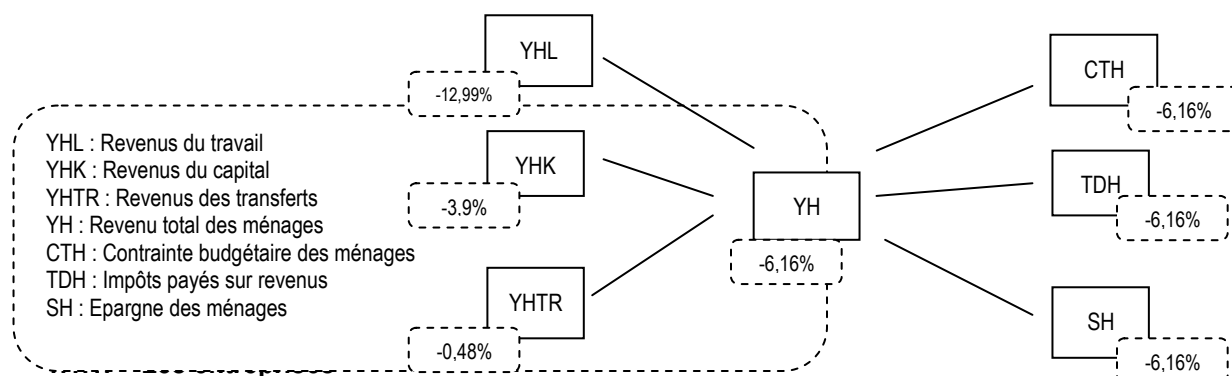 YHL
-12,99%
CTH
-6,16%
YHL : Revenus du travail
YHK : Revenus du capital
YHTR : Revenus des transferts
YH : Revenu total des ménages
CTH : Contrainte budgétaire des ménages
TDH : Impôts payés sur revenus
SH : Epargne des ménages
YHK
-3.9%
YH
-6,16%
TDH
-6,16%
YHTR
-0,48%
SH
-6,16%